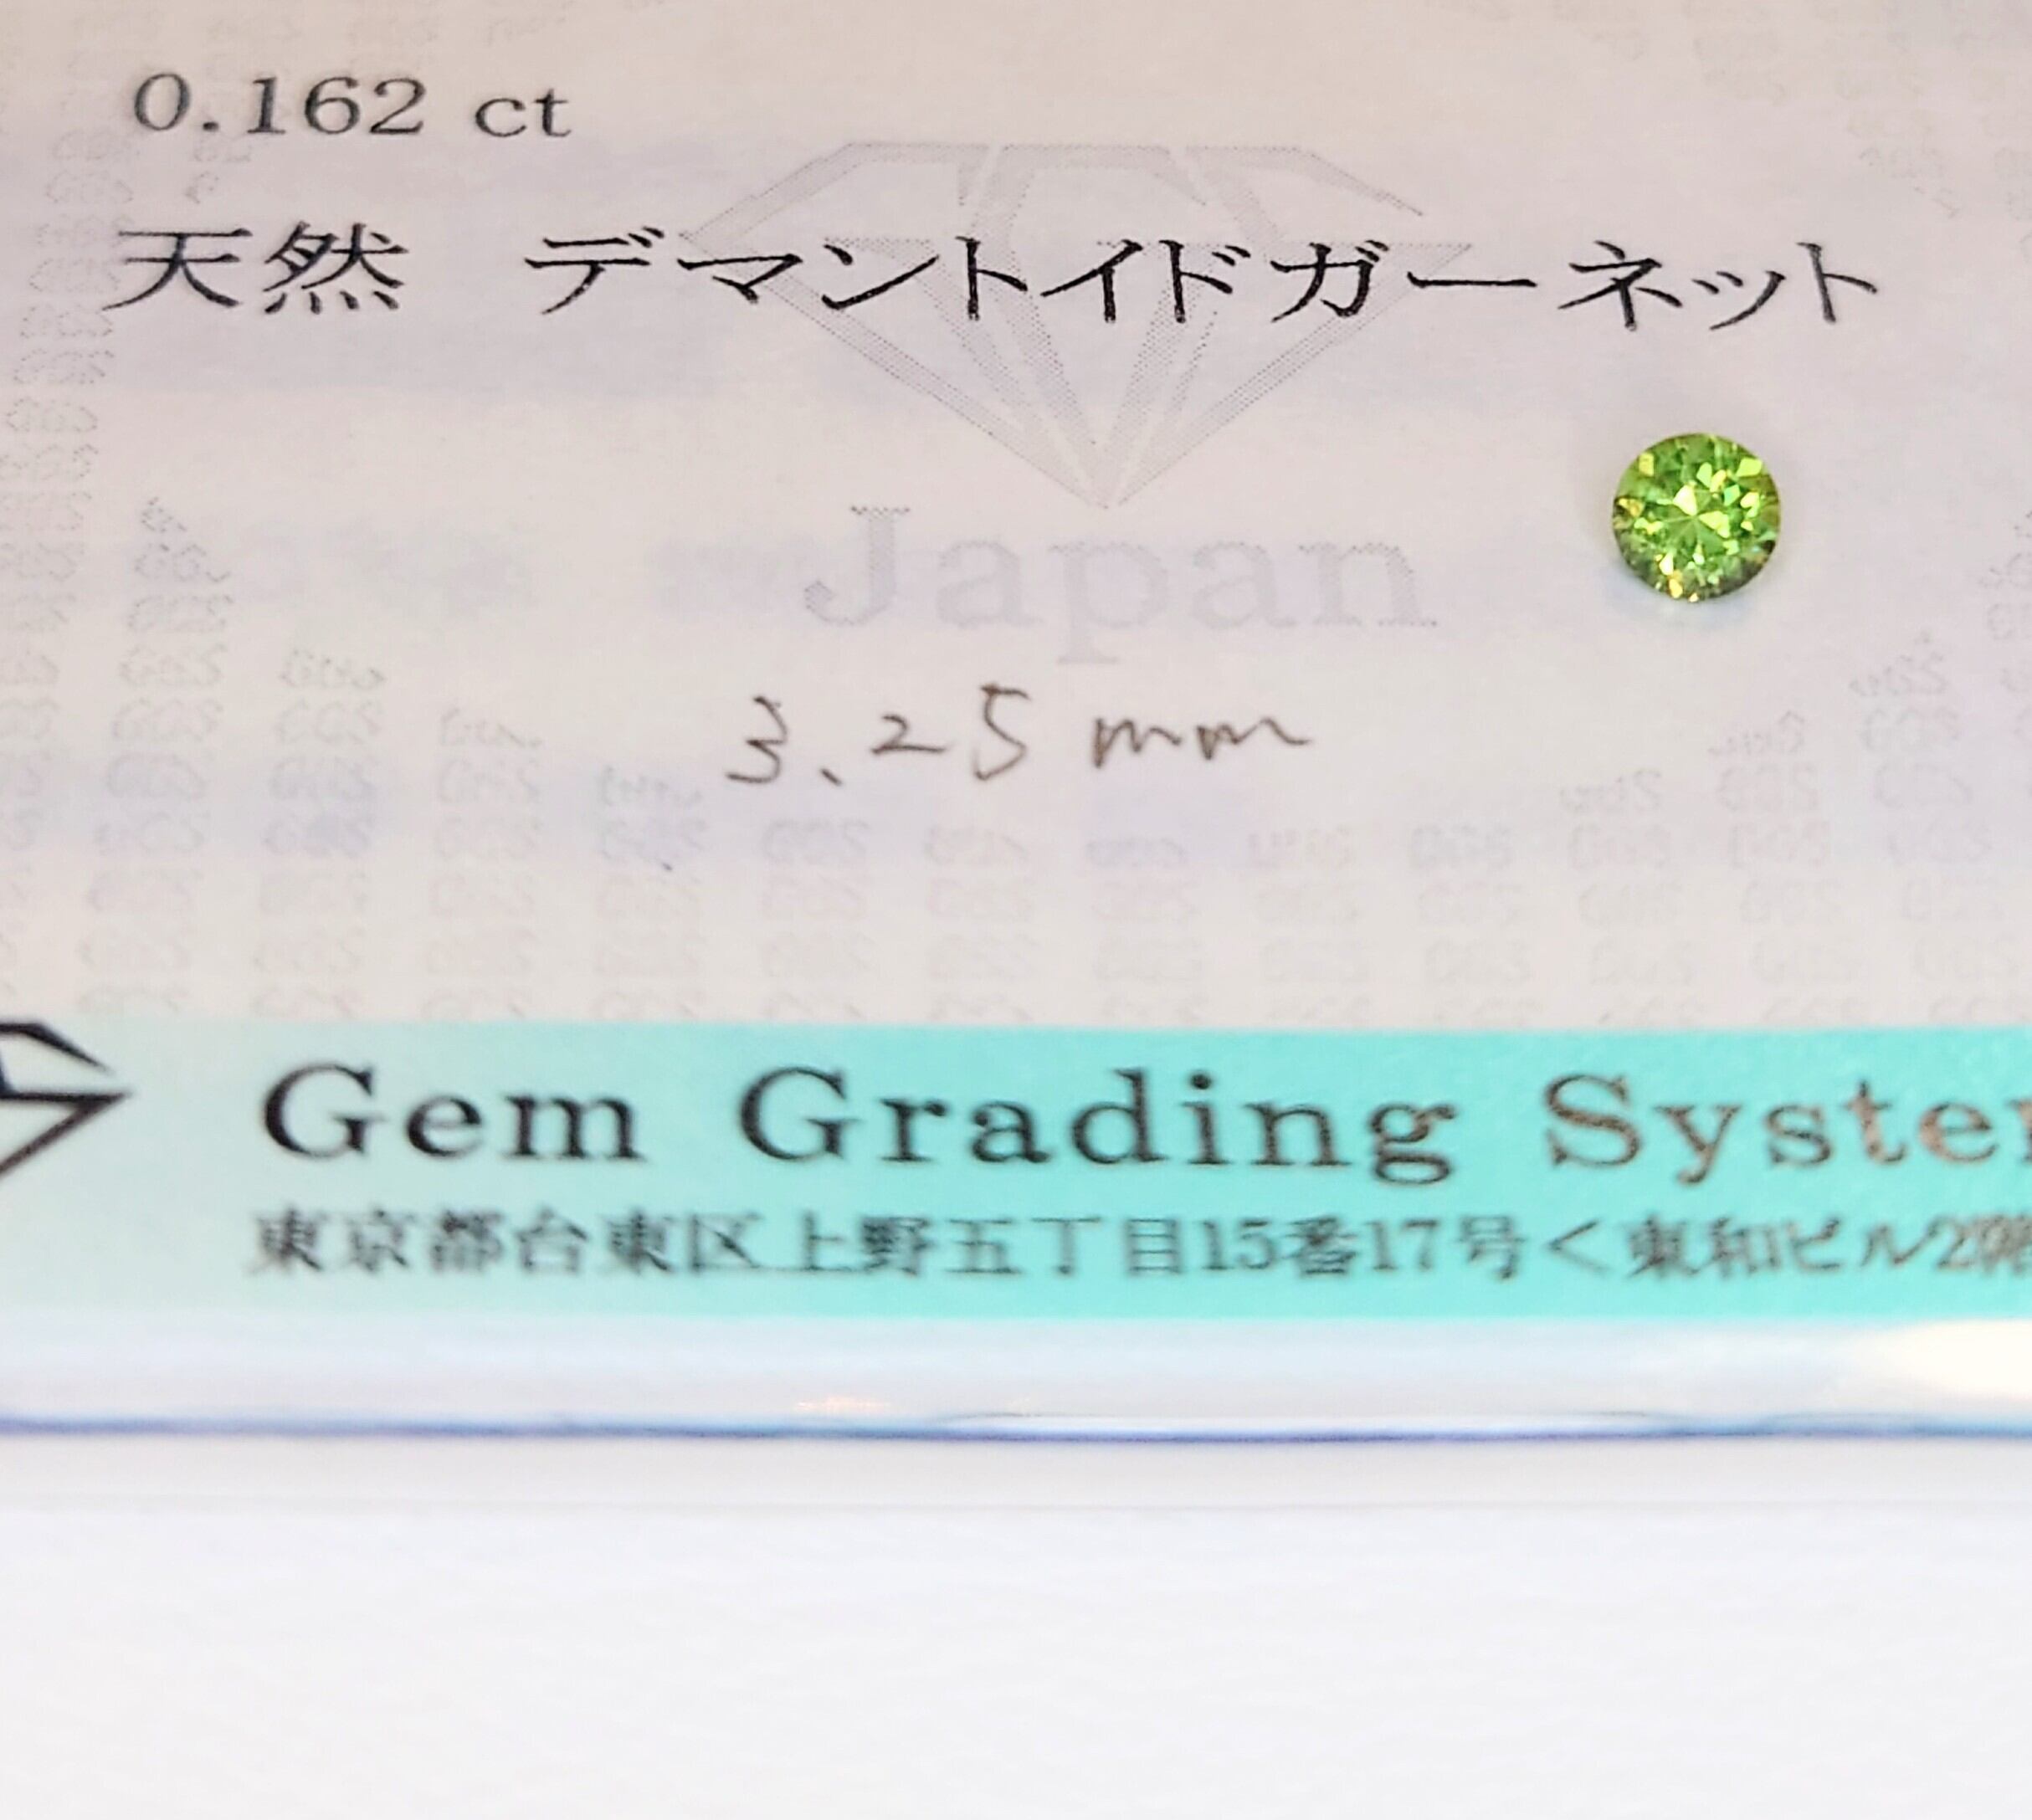 0.162 ct
天然 デマントイドガーネット
Japan
3.25 mm
Gem Grading System
東京都台東区上野五丁目15番17号<東和ビル2階